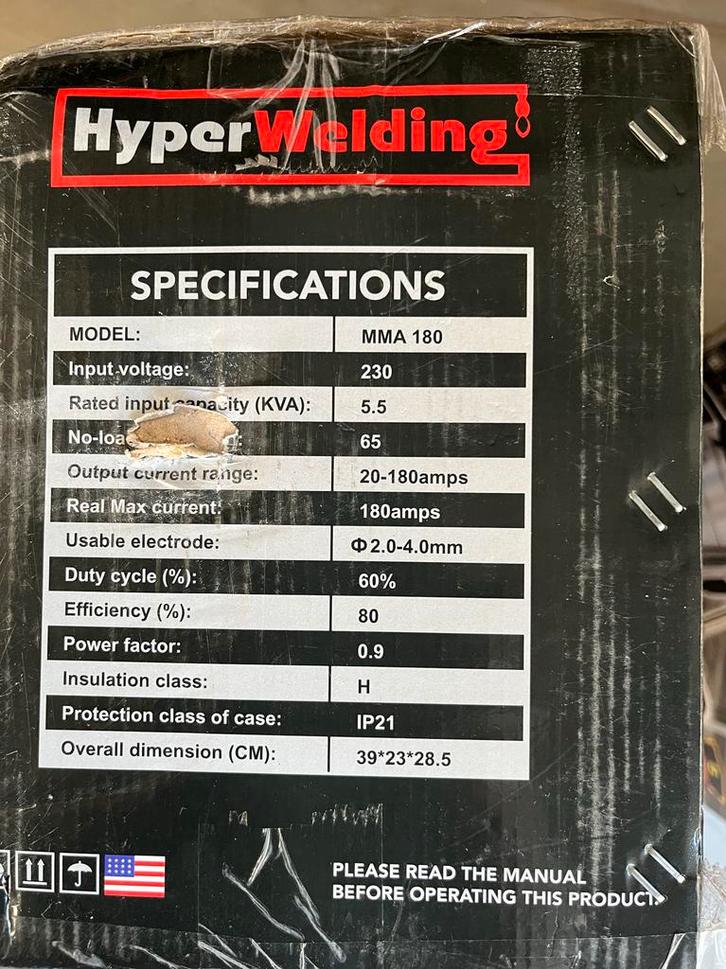 HyperWelding
SPECIFICATIONS
MODEL: MMA 180
Input voltage: 230
Rated input capacity (KVA): 5.5
65
Output current range: 20-180amps
Real Max current: 180amps
Usable electrode: Φ2.0-4.0mm
Duty cycle (%): 60%
Efficiency (%): 80
Power factor: 0.9
Insulation class: H
Protection class of case: IP21
Overall dimension (CM): 39*23*28.5
PLEASE READ THE MANUAL
BEFORE OPERATING THIS PRODUCT.